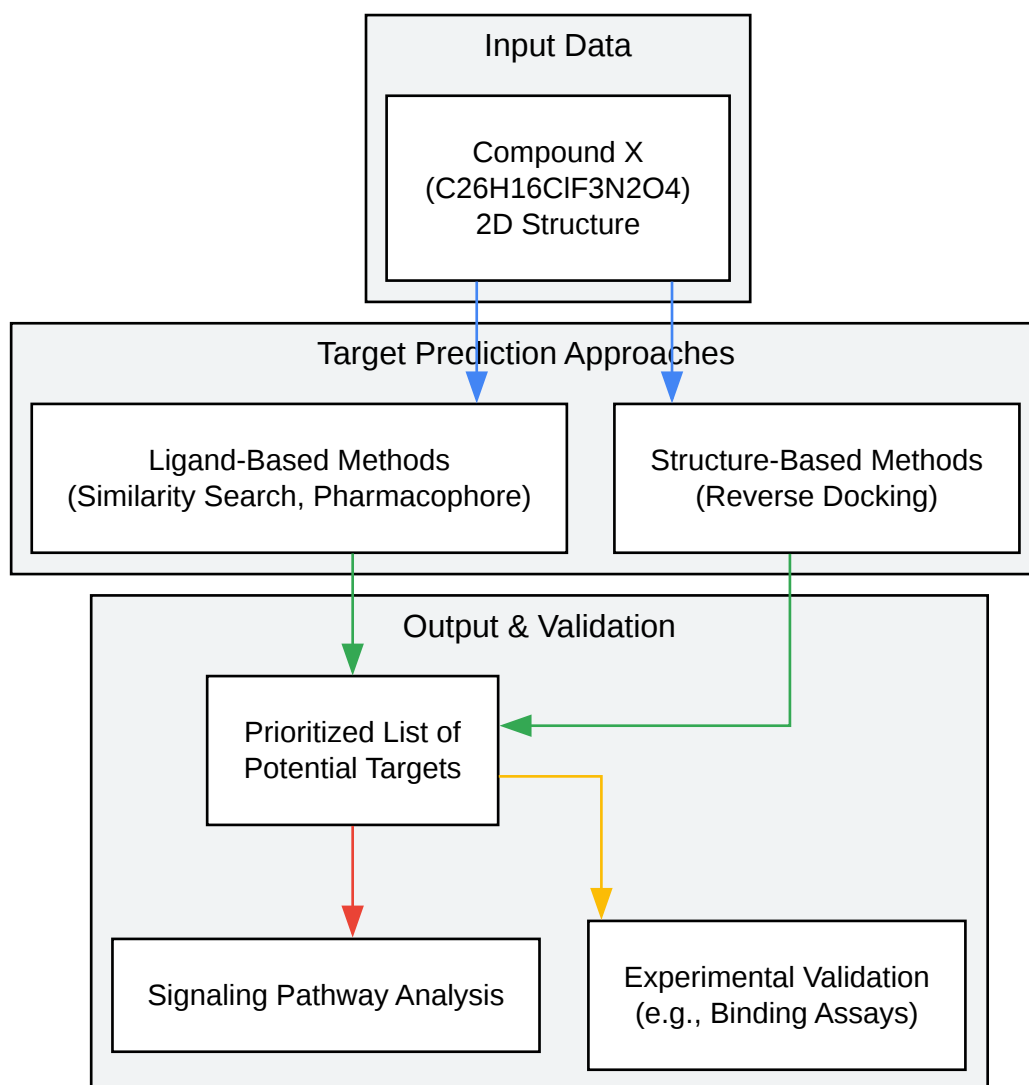 Input Data
Compound X
(C26H16ClF3N2O4)
2D Structure
Target Prediction Approaches
Ligand-Based Methods
(Similarity Search, Pharmacophore)
Structure-Based Methods
(Reverse Docking)
Output & Validation
Prioritized List of
Potential Targets
Signaling Pathway Analysis
Experimental Validation
(e.g., Binding Assays)